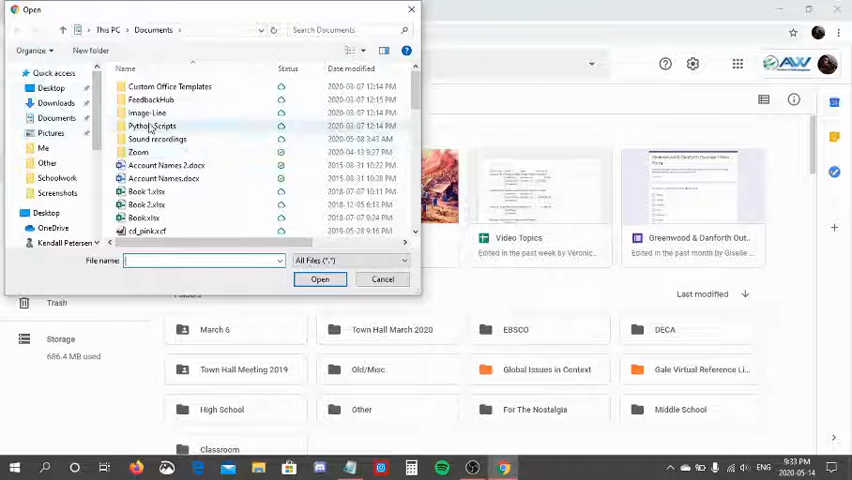 Open
This PC > Documents >
Search Documents
Organize
New folder
Name
Status
Date modified
Quick access
Desktop
Downloads
Documents
Pictures
Me
Other
Schoolwork
Screenshots
Desktop
OneDrive
Kendall Petersen
Custom Office Templates 2020-03-07 12:14 PM
FeedbackHub 2020-03-07 12:15 PM
Image-Line 2020-03-07 12:14 PM
Python Scripts 2020-03-07 12:14 PM
Sound recordings 2020-05-08 3:43 AM
Zoom 2020-04-13 9:27 PM
Account Names 2.docx 2015-08-31 10:22 PM
Account Names.docx 2015-08-31 10:22 PM
Book 1.xlsx 2018-07-07 10:11 PM
Book 2.xlsx 2018-12-05 6:18 PM
Book.xlsx 2018-07-07 9:24 PM
cd_pink.xcf 2019-05-28 9:16 PM
File name:
All Files (*.*)
Open
Cancel
AW
Video Topics
Edited in the past week by Veronic...
Greenwood & Danforth Out...
Edited in past month by Giselle ...
Trash
Storage
686.4 MB used
Folders
Last modified
March 6
Town Hall March 2020
EBSCO
DECA
Town Hall Meeting 2019
Old/Misc
Global Issues in Context
Gale Virtual Reference Li...
High School
Other
For The Nostalgia
Middle School
Classroom
ENG
9:33 PM
2020-05-14